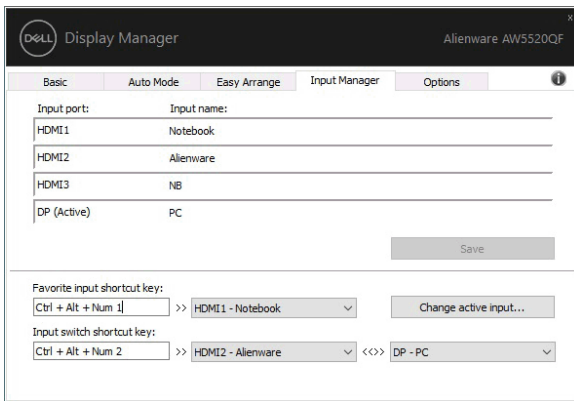 DELL Display Manager
Alienware AW5520QF
x
Basic Auto Mode Easy Arrange Input Manager Options
Input port: Input name:
HDMI1 Notebook
HDMI2 Alienware
HDMI3 NB
DP (Active) PC
Save
Favorite input shortcut key:
Ctrl + Alt + Num 1 >> HDMI1 - Notebook Change active input...
Input switch shortcut key:
Ctrl + Alt + Num 2 >> HDMI2 - Alienware <<>> DP - PC